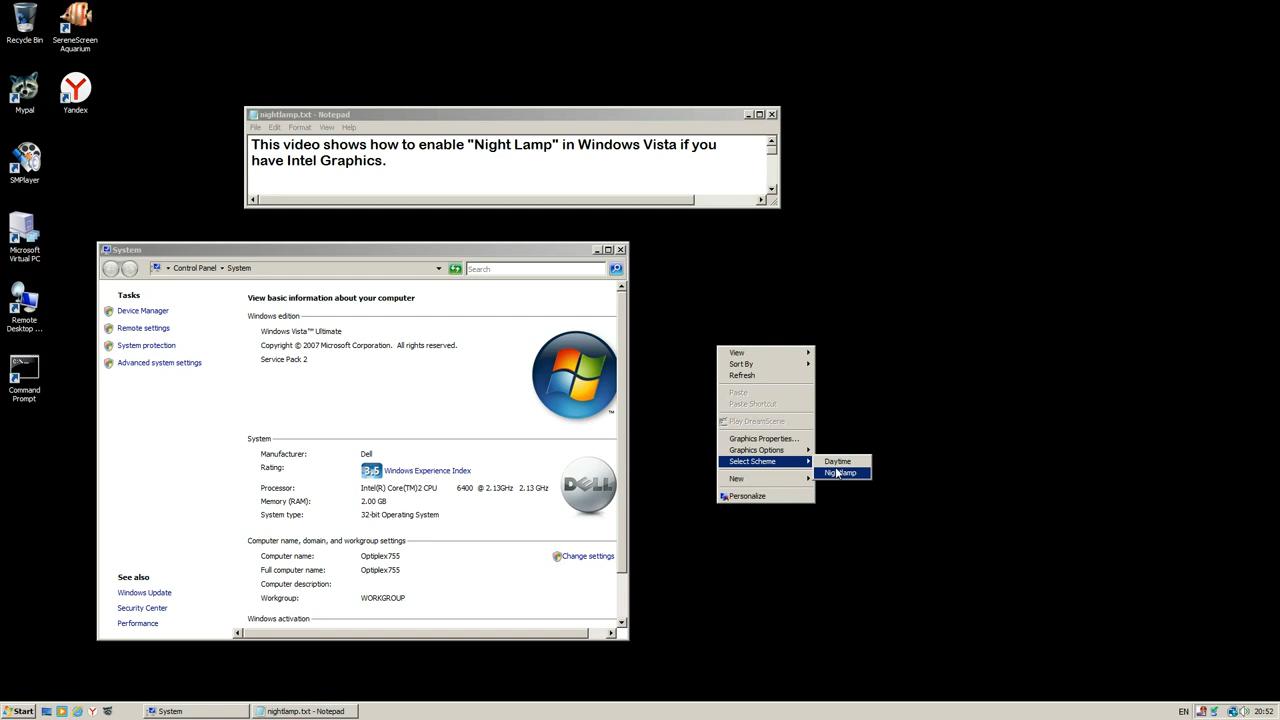 Recycle Bin
SereneScreen
Aquarium
Mypal
Yandex
SMPlayer
Microsoft
Virtual PC
Remote
Desktop ...
Command
Prompt
nightlamp.txt - Notepad
File Edit Format View Help
This video shows how to enable "Night Lamp" in Windows Vista if you
have Intel Graphics.
System
Control Panel System
Search
Tasks
Device Manager
Remote settings
System protection
Advanced system settings
See also
Windows Update
Security Center
Performance
View basic information about your computer
Windows edition
Windows Vista™ Ultimate
Copyright © 2007 Microsoft Corporation. All rights reserved.
Service Pack 2
™
System
Manufacturer: Dell
Rating: 3,5 Windows Experience Index
Processor: Intel(R) Core(TM)2 CPU 6400 @ 2.13GHz 2.13 GHz
Memory (RAM): 2.00 GB
System type: 32-bit Operating System
DELL
Computer name, domain, and workgroup settings
Computer name: Optiplex755
Change settings
Full computer name: Optiplex755
Computer description:
Workgroup: WORKGROUP
Windows activation
View
Sort By
Refresh
Paste
Paste Shortcut
Play DreamScene
Graphics Properties...
Graphics Options
Select Scheme
New
Personalize
Daytime
Nightlamp
Start
System
nightlamp.txt - Notepad
EN
20:52